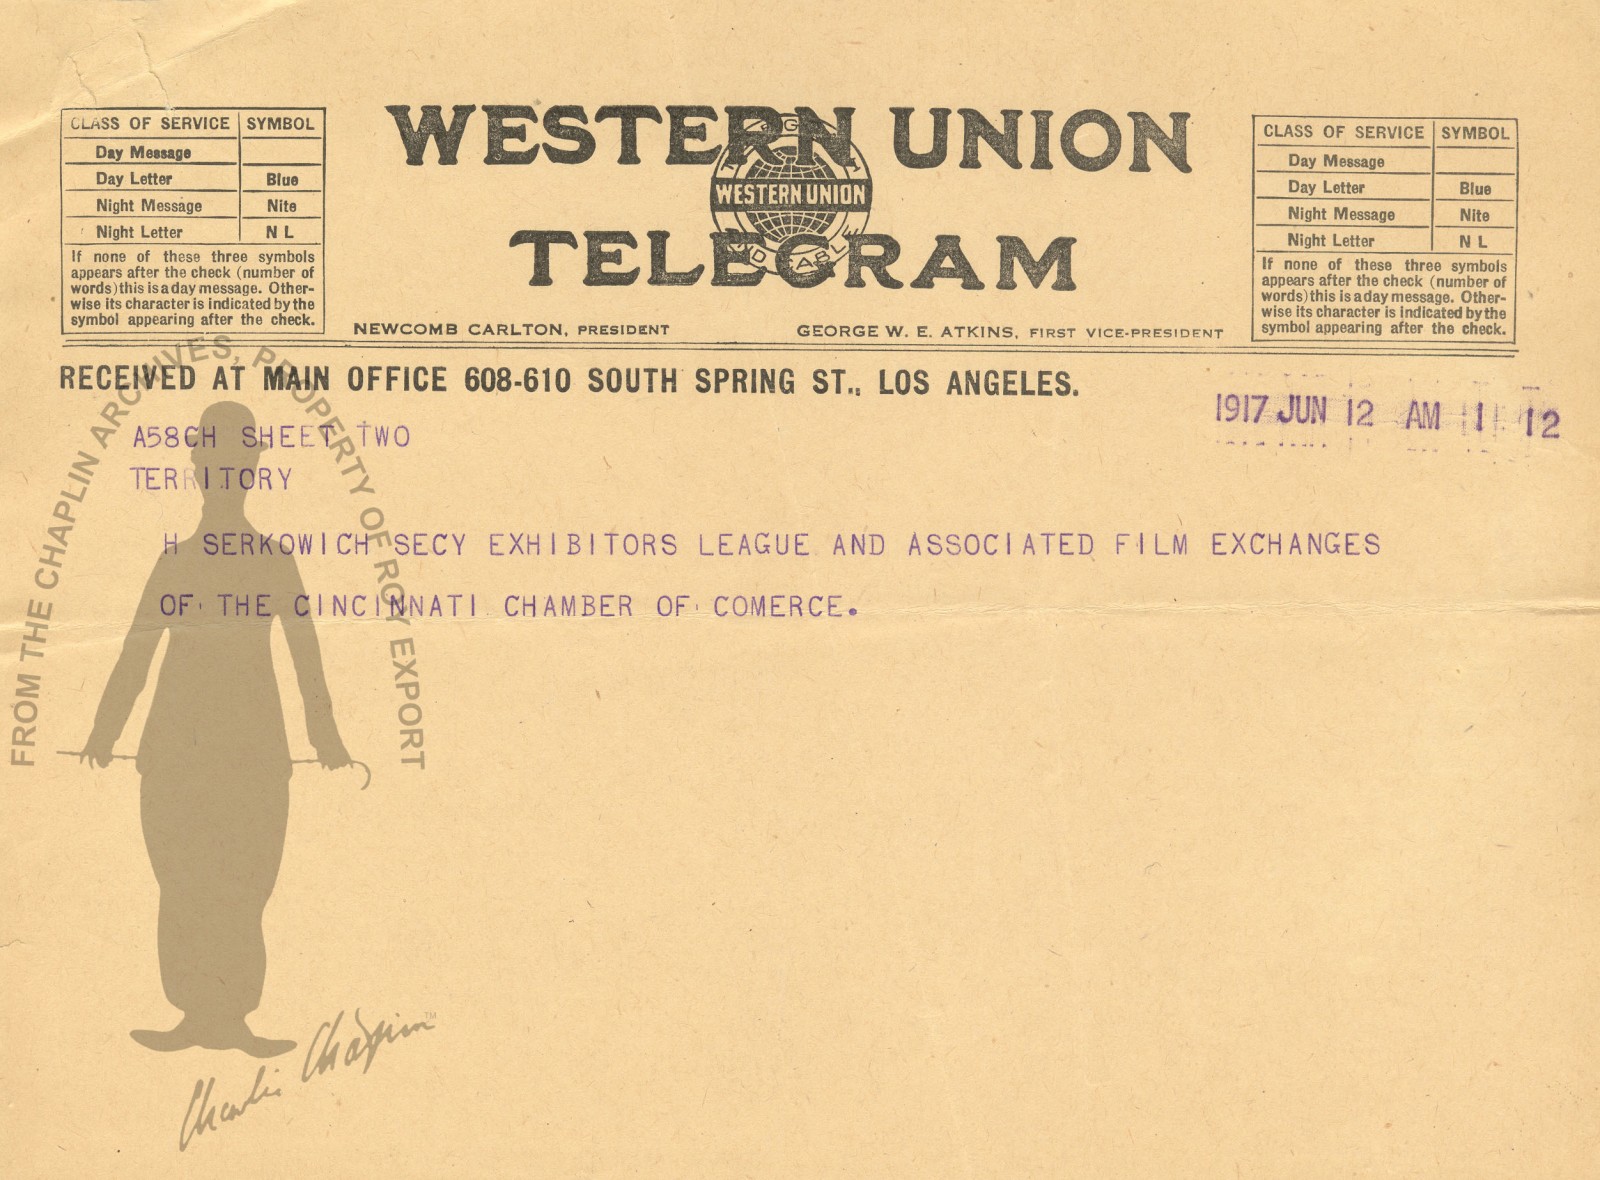 CLASS OF SERVICE SYMBOL
Day Message
Day Letter Blue
Night Message Nite
Night Letter N L
If none of these three symbols
appears after the check (number of
words) this is a day message. Other-
wise its character is indicated by the
symbol appearing after the check.
WESTERN UNION
WESTERN UNION
TELEGRAM
NEWCOMB CARLTON, PRESIDENT
GEORGE W. E. ATKINS, FIRST VICE-PRESIDENT
CLASS OF SERVICE SYMBOL
Day Message
Day Letter Blue
Night Message Nite
Night Letter N L
If none of these three symbols
appears after the check (number of
words) this is a day message. Other-
wise its character is indicated by the
symbol appearing after the check.
RECEIVED AT MAIN OFFICE 608-610 SOUTH SPRING ST., LOS ANGELES.
1917 JUN 12 AM 12
A58CH SHEET TWO
TERRITORY
H SERKOWICH SECY EXHIBITORS LEAGUE AND ASSOCIATED FILM EXCHANGES
OF THE CINCINNATI CHAMBER OF COMERCE.
FROM THE CHAPLIN ARCHIVES, PROPERTY OF ROY EXPORT
Charlie Chaplin TM